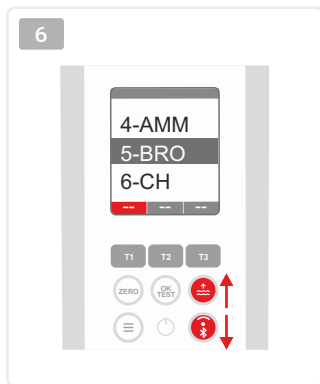 6
4-AMM
5-BRO
6-CH
-- -- --
T1 T2 T3
ZERO OK TEST